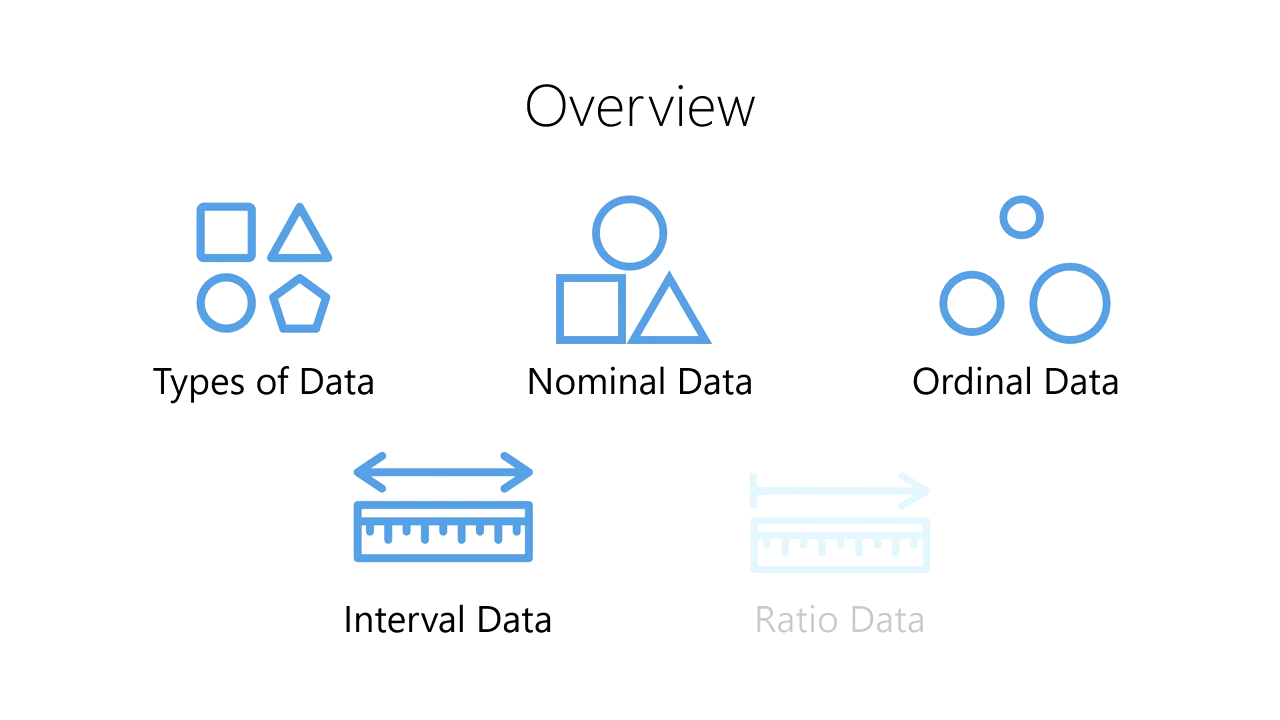 Overview
Types of Data
Nominal Data
Ordinal Data
Interval Data
Ratio Data